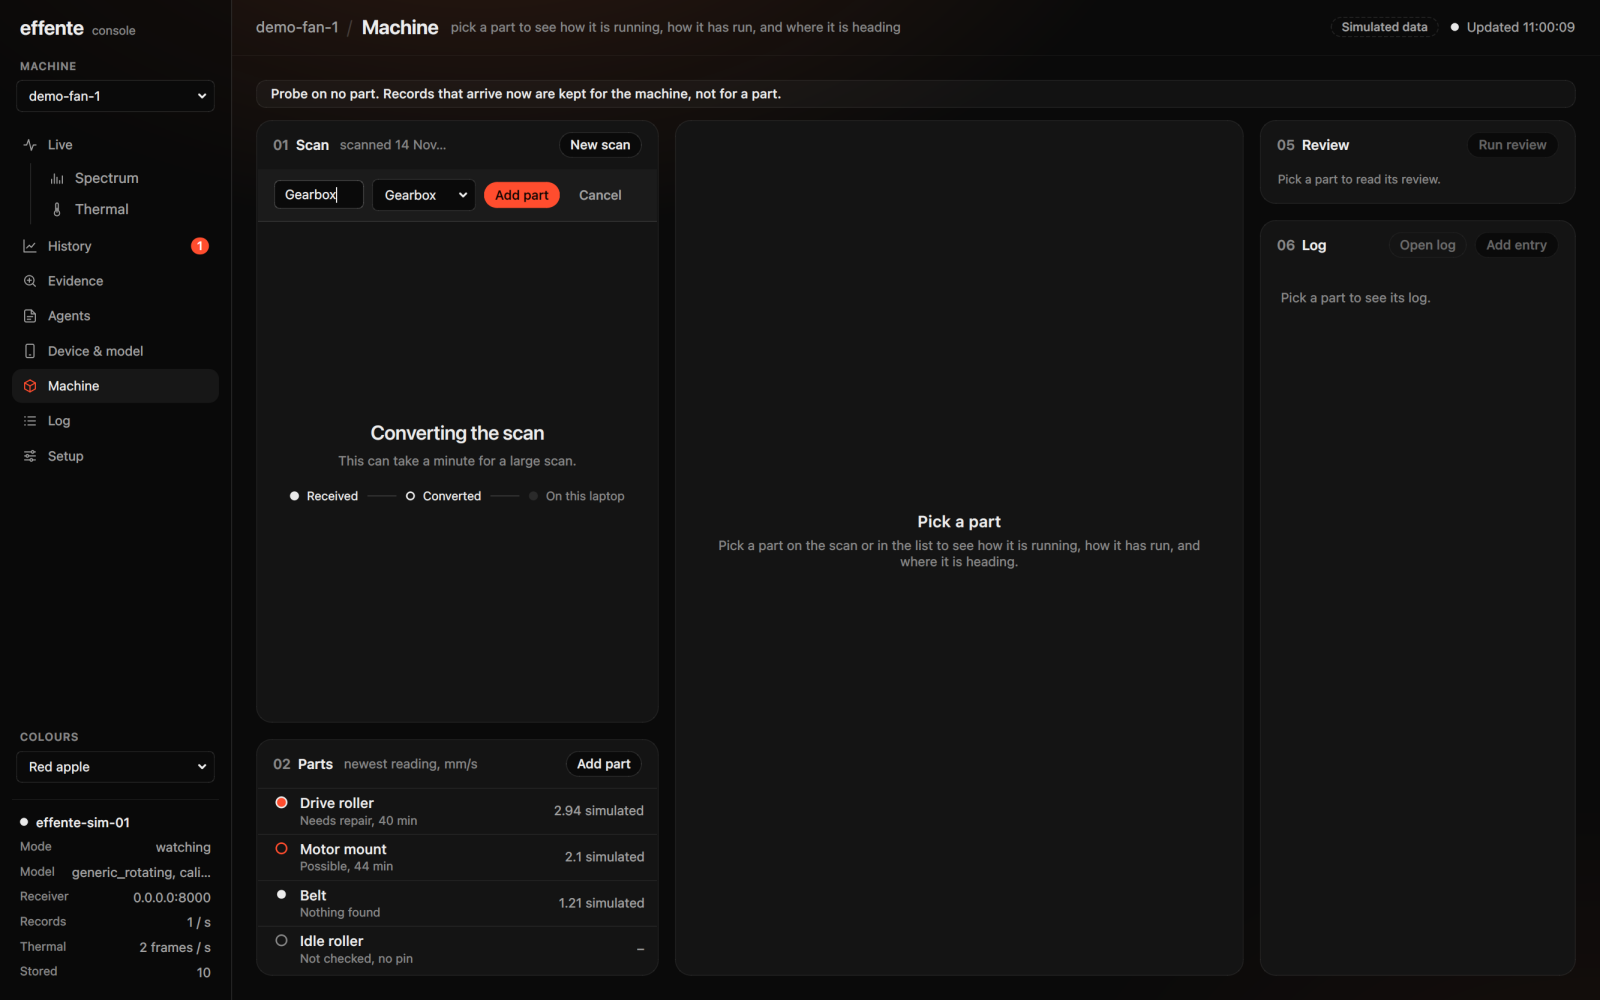 effente console
MACHINE
demo-fan-1
Live
Spectrum
Thermal
History 1
Evidence
Agents
Device & model
Machine
Log
Setup
COLOURS
Red apple
effente-sim-01
Mode watching
Model generic_rotating, cali...
Receiver 0.0.0.0:8000
Records 1 / s
Thermal 2 frames / s
Stored 10
demo-fan-1 / Machine pick a part to see how it is running, how it has run, and where it is heading
Simulated data Updated 11:00:09
Probe on no part. Records that arrive now are kept for the machine, not for a part.
01 Scan scanned 14 Nov... New scan
Gearbox Gearbox Add part Cancel
Converting the scan
This can take a minute for a large scan.
Received Converted On this laptop
02 Parts newest reading, mm/s Add part
Drive roller 2.94 simulated
Needs repair, 40 min
Motor mount 2.1 simulated
Possible, 44 min
Belt 1.21 simulated
Nothing found
Idle roller –
Not checked, no pin
Pick a part
Pick a part on the scan or in the list to see how it is running, how it has run, and
where it is heading.
05 Review Run review
Pick a part to read its review.
06 Log Open log Add entry
Pick a part to see its log.